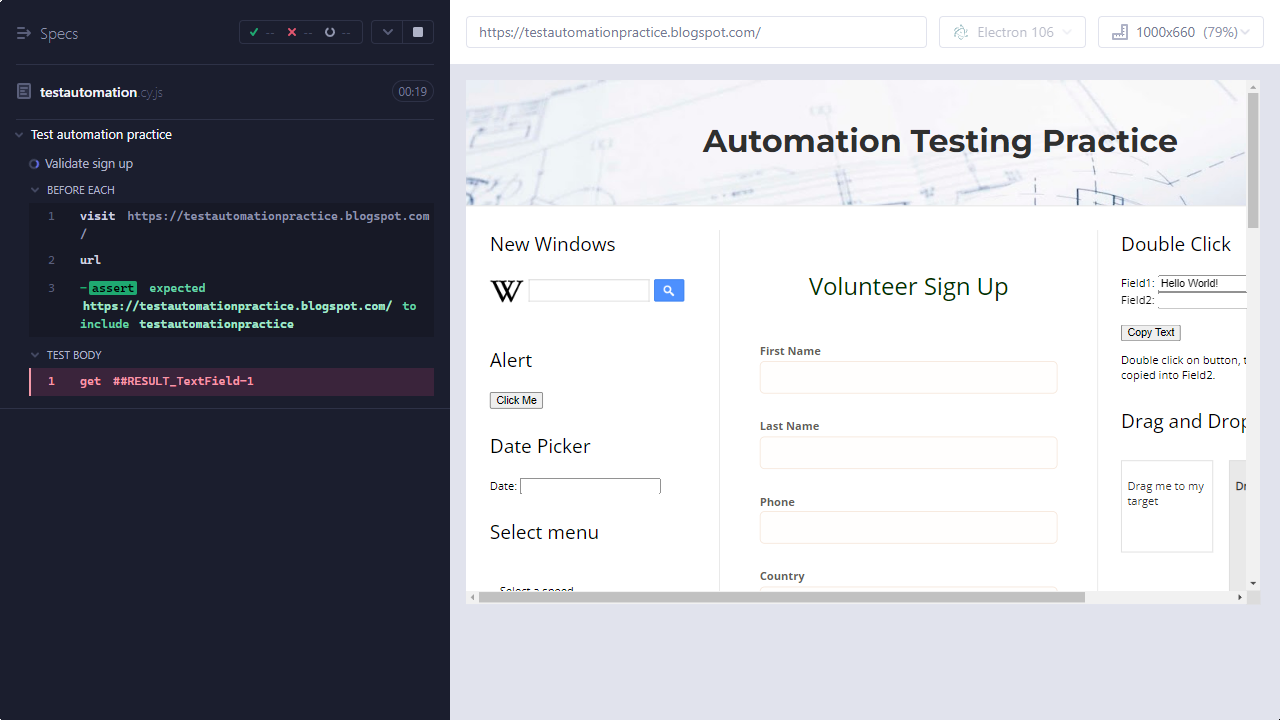 Specs
--
--
--
testautomation cy.js
00:19
Test automation practice
Validate sign up
BEFORE EACH
1 visit https://testautomationpractice.blogspot.com
/
2 url
3 -assert expected
https://testautomationpractice.blogspot.com/ to
include testautomationpractice
TEST BODY
1 get ##RESULT_TextField-1
https://testautomationpractice.blogspot.com/
Electron 106
1000x660 (79%)
Automation Testing Practice
New Windows
W
Alert
Click Me
Date Picker
Date:
Select menu
Select a speed
Volunteer Sign Up
First Name
Last Name
Phone
Country
Double Click
Field1: Hello World!
Field2:
Copy Text
Double click on button, t
copied into Field2.
Drag and Drop
Drag me to my
target
Dr